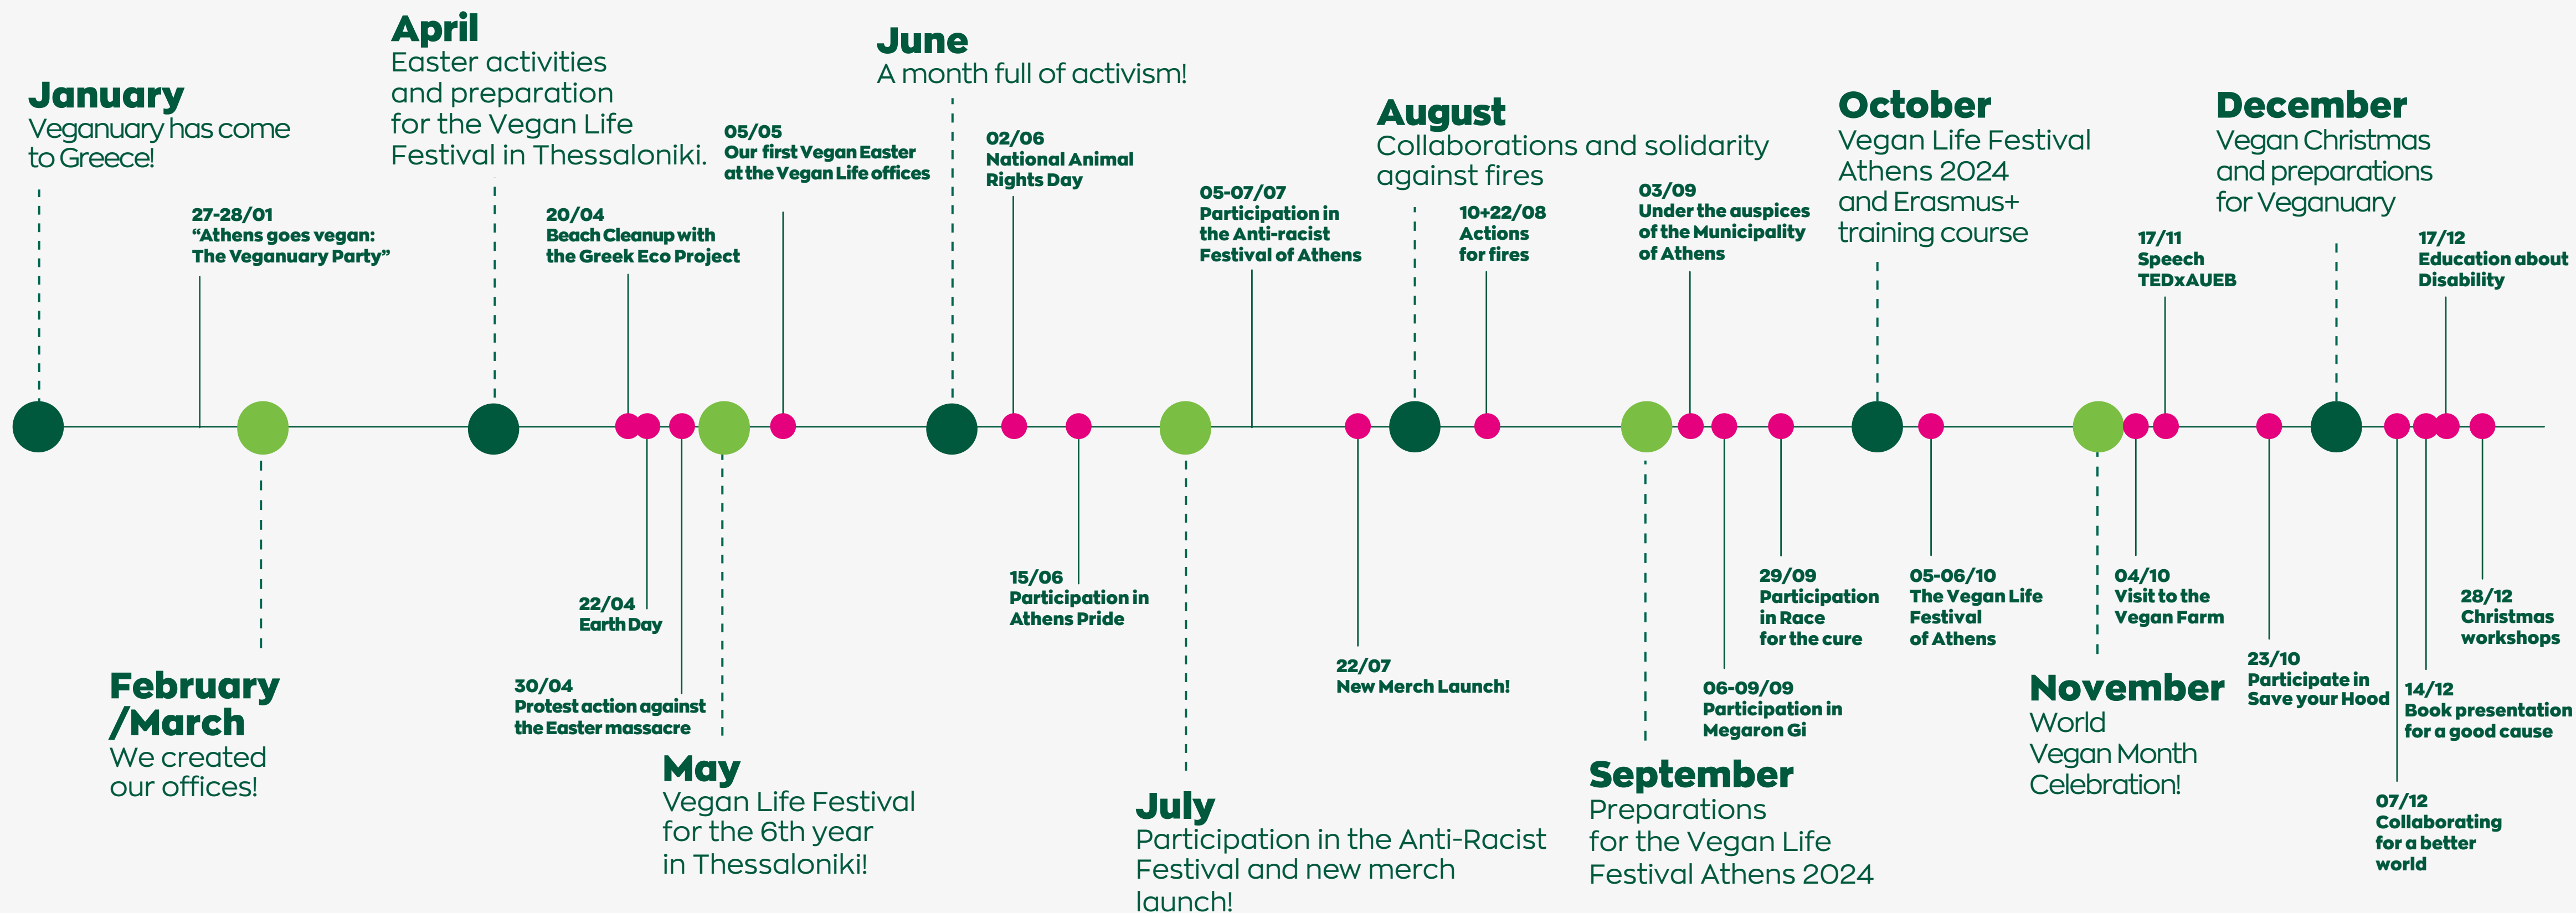 January
Veganuary has come
to Greece!
27-28/01
“Athens goes vegan:
The Veganuary Party”
February
/March
We created
our offices!
April
Easter activities
and preparation
for the Vegan Life
Festival in Thessaloniki.
20/04
Beach Cleanup with
the Greek Eco Project
22/04
Earth Day
30/04
Protest action against
the Easter massacre
May
Vegan Life Festival
for the 6th year
in Thessaloniki!
05/05
Our first Vegan Easter
at the Vegan Life offices
June
A month full of activism!
02/06
National Animal
Rights Day
15/06
Participation in
Athens Pride
July
Participation in the Anti-Racist
Festival and new merch
launch!
05-07/07
Participation in
the Anti-racist
Festival of Athens
22/07
New Merch Launch!
August
Collaborations and solidarity
against fires
10+22/08
Actions
for fires
September
Preparations
for the Vegan Life
Festival Athens 2024
03/09
Under the auspices
of the Municipality
of Athens
06-09/09
Participation in
Megaron Gi
29/09
Participation
in Race
for the cure
October
Vegan Life Festival
Athens 2024
and Erasmus+
training course
05-06/10
The Vegan Life
Festival
of Athens
November
World
Vegan Month
Celebration!
04/10
Visit to the
Vegan Farm
17/11
Speech
TEDxAUEB
23/10
Participate in
Save your Hood
December
Vegan Christmas
and preparations
for Veganuary
07/12
Collaborating
for a better
world
14/12
Book presentation
for a good cause
17/12
Education about
Disability
28/12
Christmas
workshops